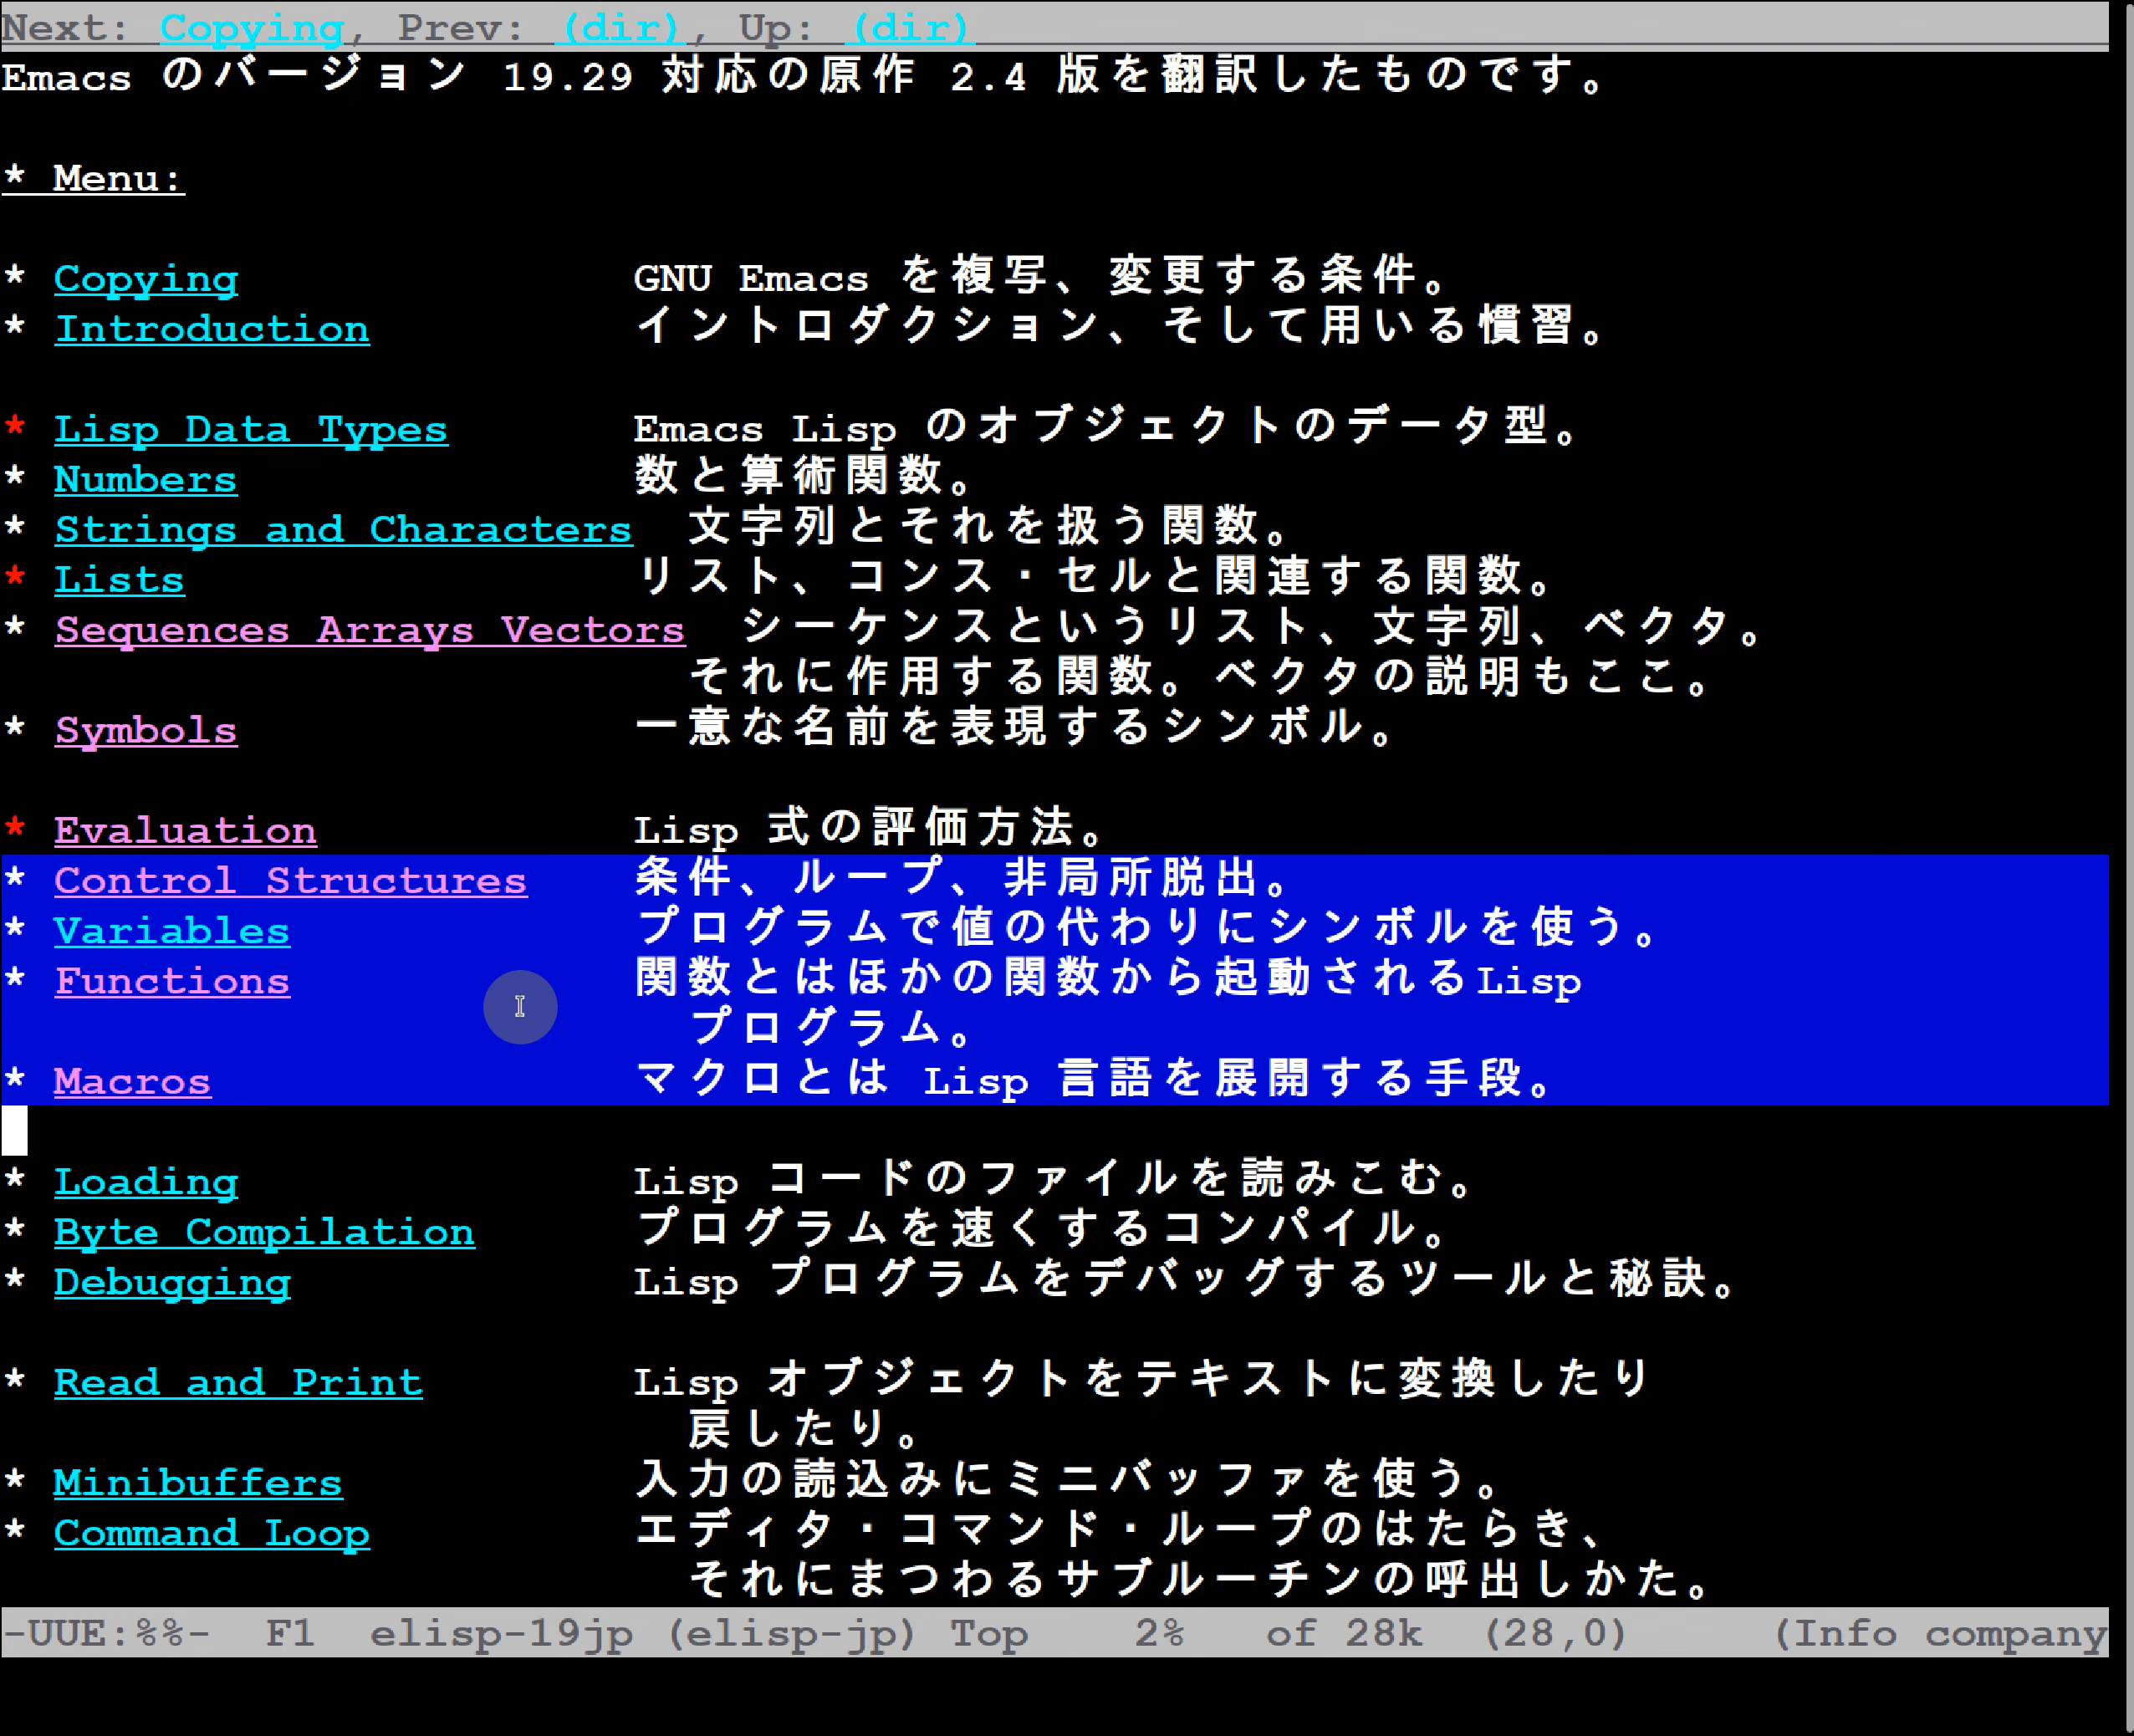 Next: Copying, Prev: (dir), Up: (dir)
Emacs のバージョン 19.29 対応の原作 2.4 版を翻訳したものです。
* Menu:
* Copying GNU Emacs を複写、変更する条件。
* Introduction イントロダクション、そして用いる慣習。
* Lisp Data Types Emacs Lisp のオブジェクトのデータ型。
* Numbers 数と算術関数。
* Strings and Characters 文字列とそれを扱う関数。
* Lists リスト、コンス・セルと関連する関数。
* Sequences Arrays Vectors シーケンスというリスト、文字列、ベクタ。
それに作用する関数。ベクタの説明もここ。
* Symbols 一意な名前を表現するシンボル。
* Evaluation Lisp 式の評価方法。
* Control Structures 条件、ループ、非局所脱出。
* Variables プログラムで値の代わりにシンボルを使う。
* Functions 関数とはほかの関数から起動されるLisp
プログラム。
* Macros マクロとは Lisp 言語を展開する手段。
* Loading Lisp コードのファイルを読みこむ。
* Byte Compilation プログラムを速くするコンパイル。
* Debugging Lisp プログラムをデバッグするツールと秘訣。
* Read and Print Lisp オブジェクトをテキストに変換したり
戻したり。
* Minibuffers 入力の読込みにミニバッファを使う。
* Command Loop エディタ・コマンド・ループのはたらき、
それにまつわるサブルーチンの呼出しかた。
-UUE:%%- F1 elisp-19jp (elisp-jp) Top 2% of 28k (28,0) (Info company